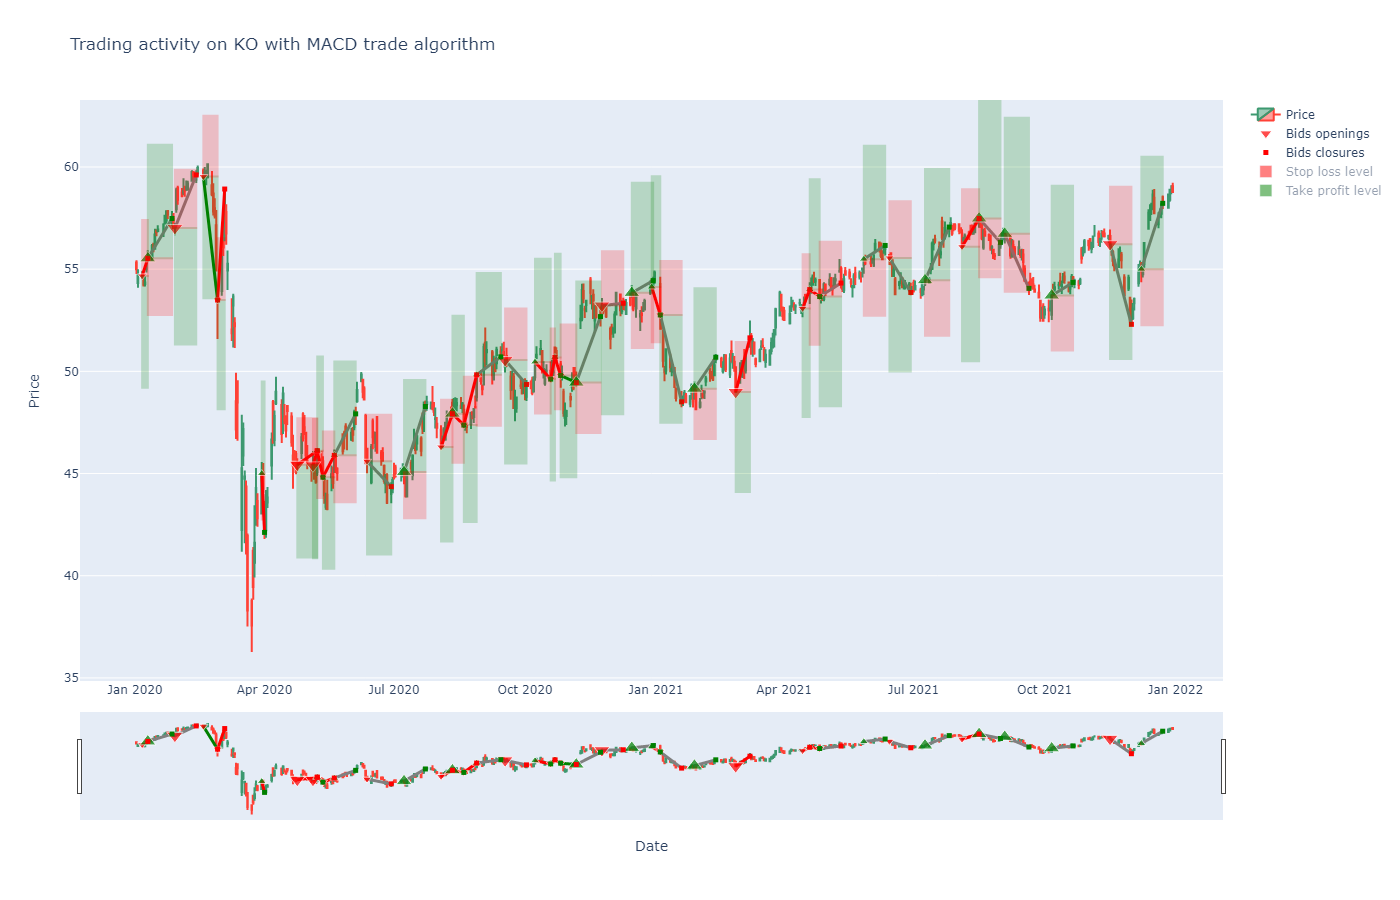 Trading activity on KO with MACD trade algorithm
Price
Bids openings
Bids closures
Stop loss level
Take profit level
Price
60
55
50
45
40
35
Jan 2020
Apr 2020
Jul 2020
Oct 2020
Jan 2021
Apr 2021
Jul 2021
Oct 2021
Jan 2022
Date